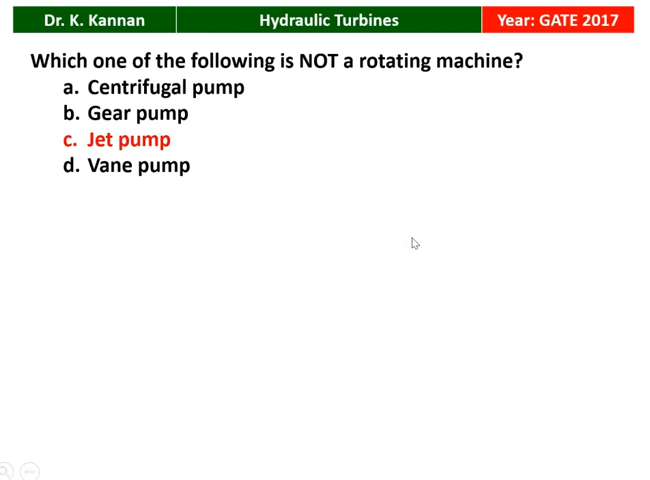 Dr. K. Kannan Hydraulic Turbines Year: GATE 2017
Which one of the following is NOT a rotating machine?
a. Centrifugal pump
b. Gear pump
c. Jet pump
d. Vane pump